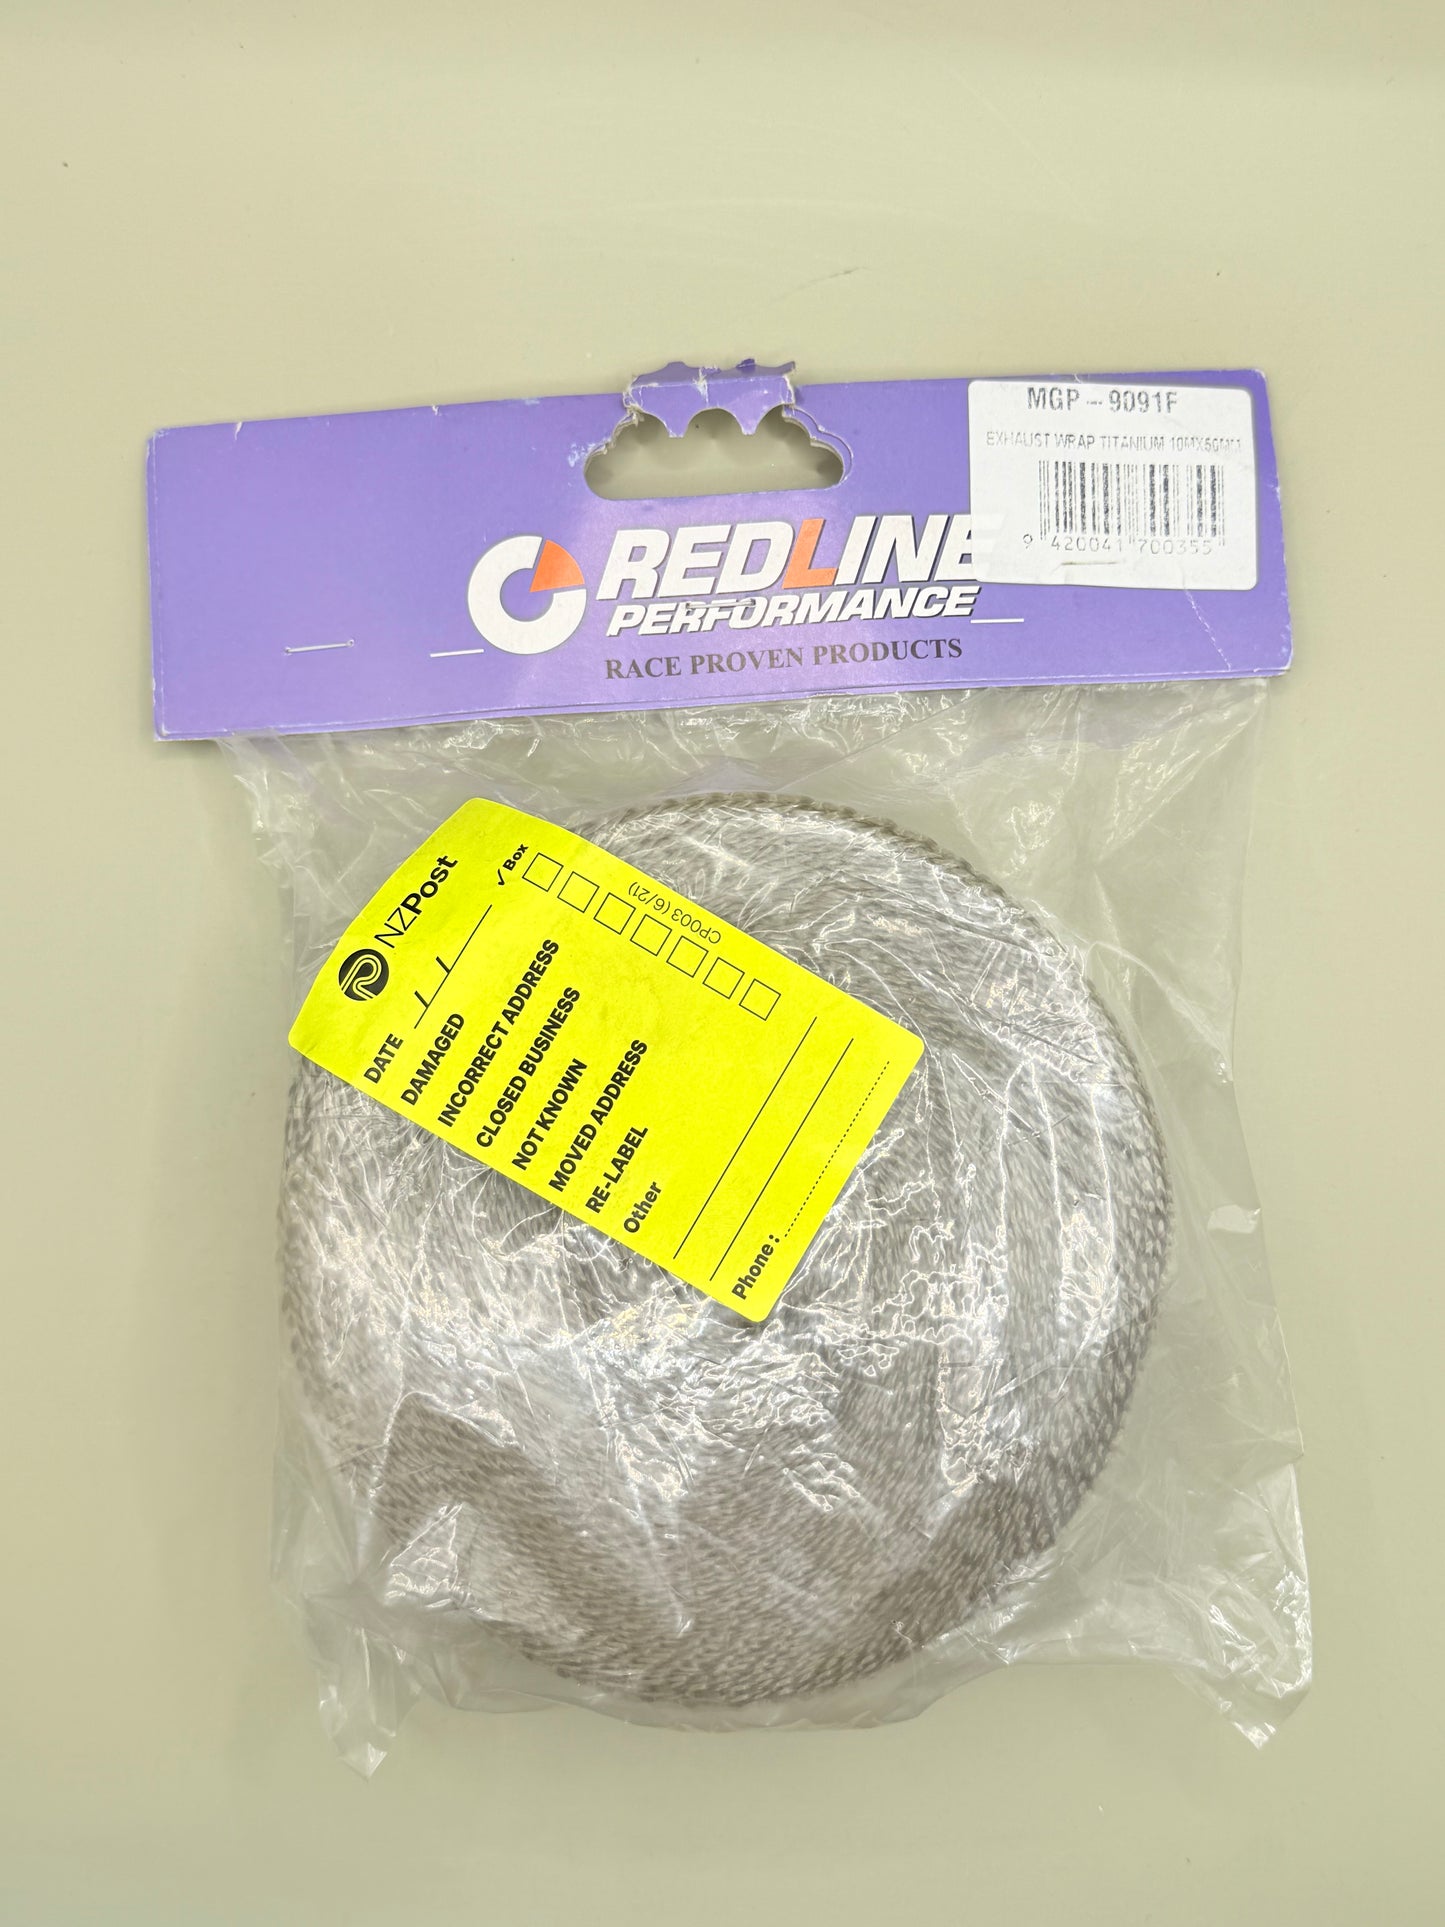 MGP-9091F
EXHAUST WRAP TITANIUM 10MX50MM
9 420041 700355
REDLINE
PERFORMANCE
RACE PROVEN PRODUCTS
NZPost
✓ Box
DATE / /
DAMAGED
INCORRECT ADDRESS
CLOSED BUSINESS
NOT KNOWN
MOVED ADDRESS
RE-LABEL
Other
Phone:
CP003 (6/21)